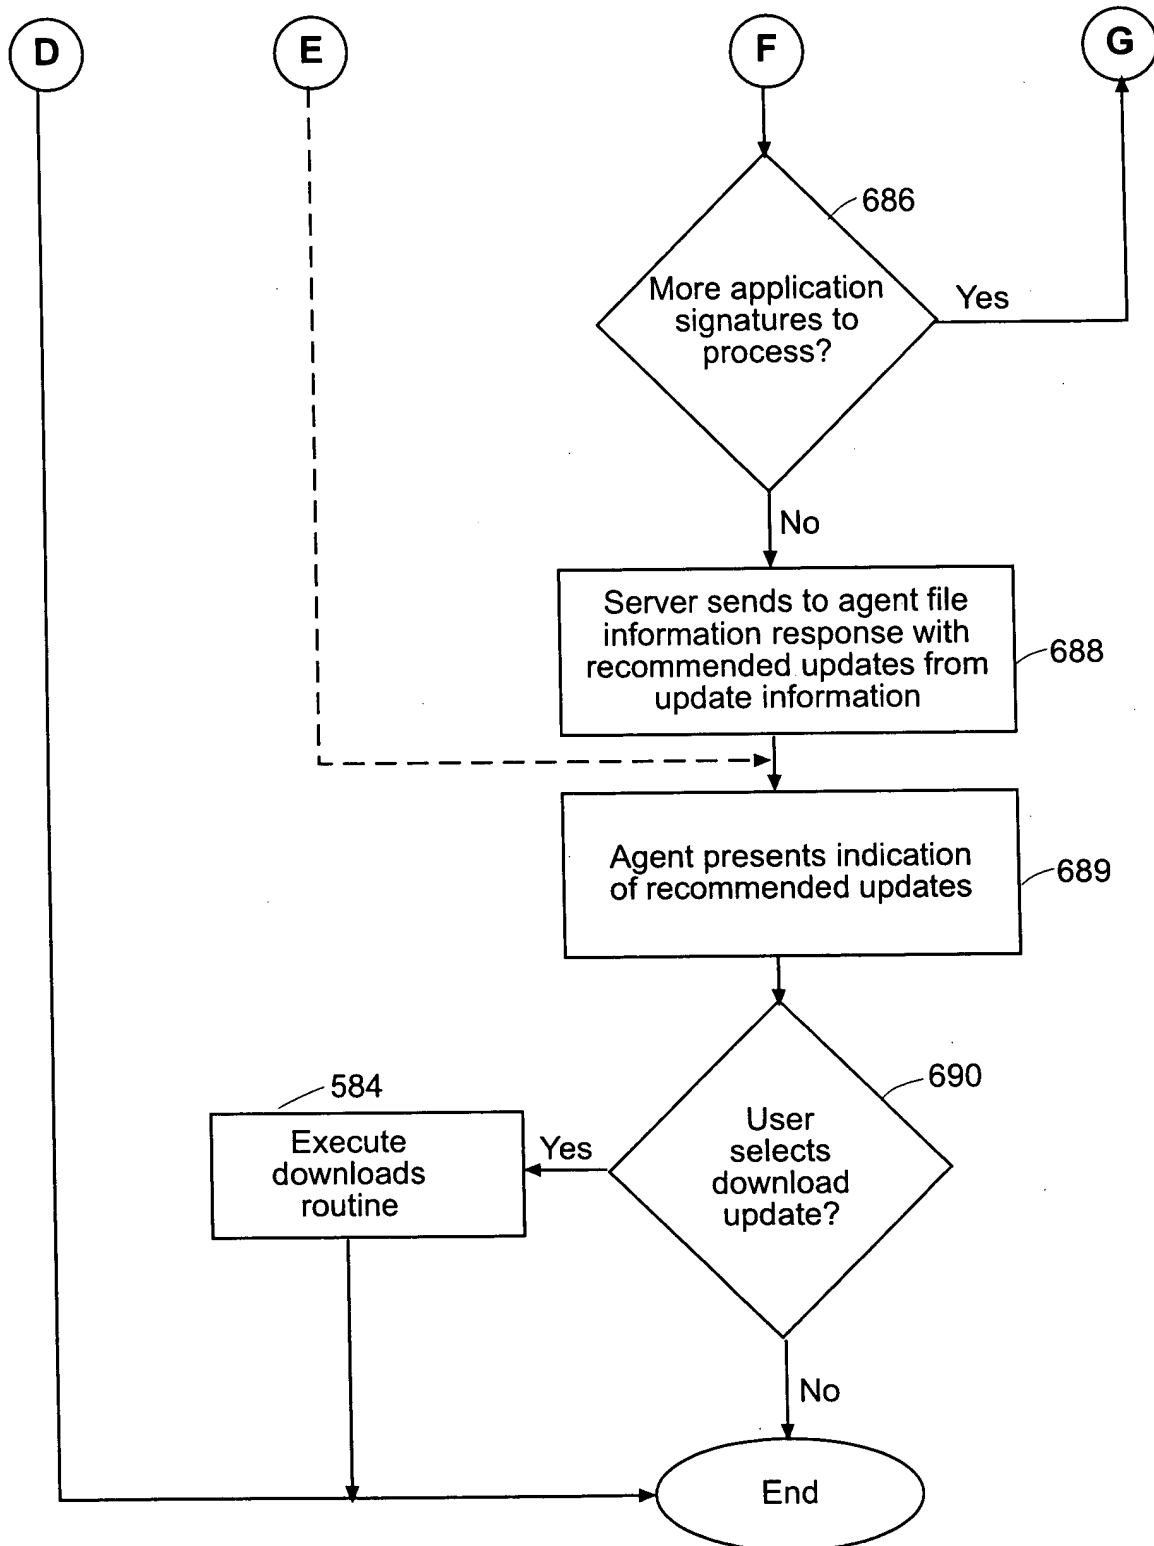 D
E
F
G
686
More application
signatures to
process?
Yes
No
Server sends to agent file
information response with
recommended updates from
update information
688
Agent presents indication
of recommended updates
689
690
User
selects
download
update?
Yes
584
Execute
downloads
routine
No
End